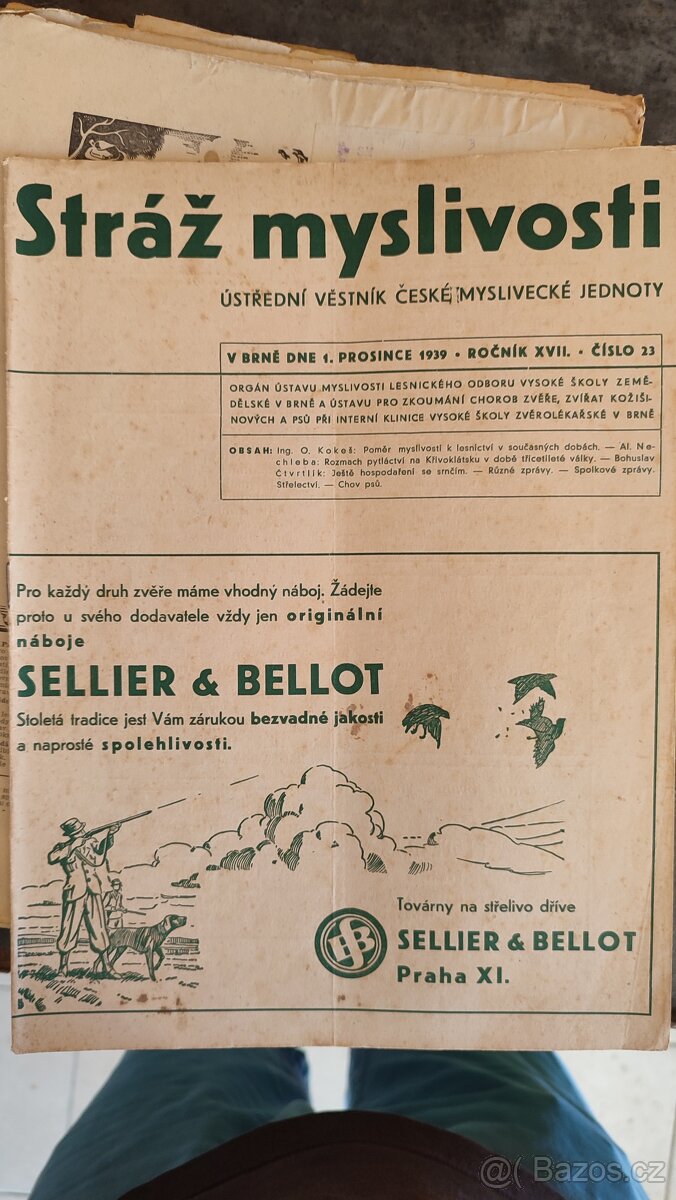 Stráž myslivosti
ÚSTŘEDNÍ VĚSTNÍK ČESKÉ MYSLIVECKÉ JEDNOTY
V BRNĚ DNE 1. PROSINCE 1939 • ROČNÍK XVII. • ČÍSLO 23
ORGÁN ÚSTAVU MYSLIVOSTI LESNICKÉHO ODBORU VYSOKÉ ŠKOLY ZEMĚ-
DĚLSKÉ V BRNĚ A ÚSTAVU PRO ZKOUMÁNÍ CHOROB ZVĚŘE, ZVÍŘAT KOŽIŠI-
NOVÝCH A PSŮ PŘI INTERNÍ KLINICE VYSOKÉ ŠKOLY ZVĚROLÉKAŘSKÉ V BRNĚ
OBSAH: Ing. O. Kokeš: Poměr myslivosti k lesnictví v současných dobách. — Al. Ne-
chleba: Rozmach pytláctví na Křivoklátsku v době třicetileté války. — Bohuslav
Čtvrtlík: Ještě hospodaření se srnčím. — Různé zprávy. — Spolkové zprávy.
Střelectví. — Chov psů.
Pro každý druh zvěře máme vhodný náboj. Žádejte
proto u svého dodavatele vždy jen originální
náboje
SELLIER & BELLOT
Stoletá tradice jest Vám zárukou bezvadné jakosti
a naprosté spolehlivosti.
Továrny na střelivo dříve
SELLIER & BELLOT
Praha XI.
@( Bazos.cz